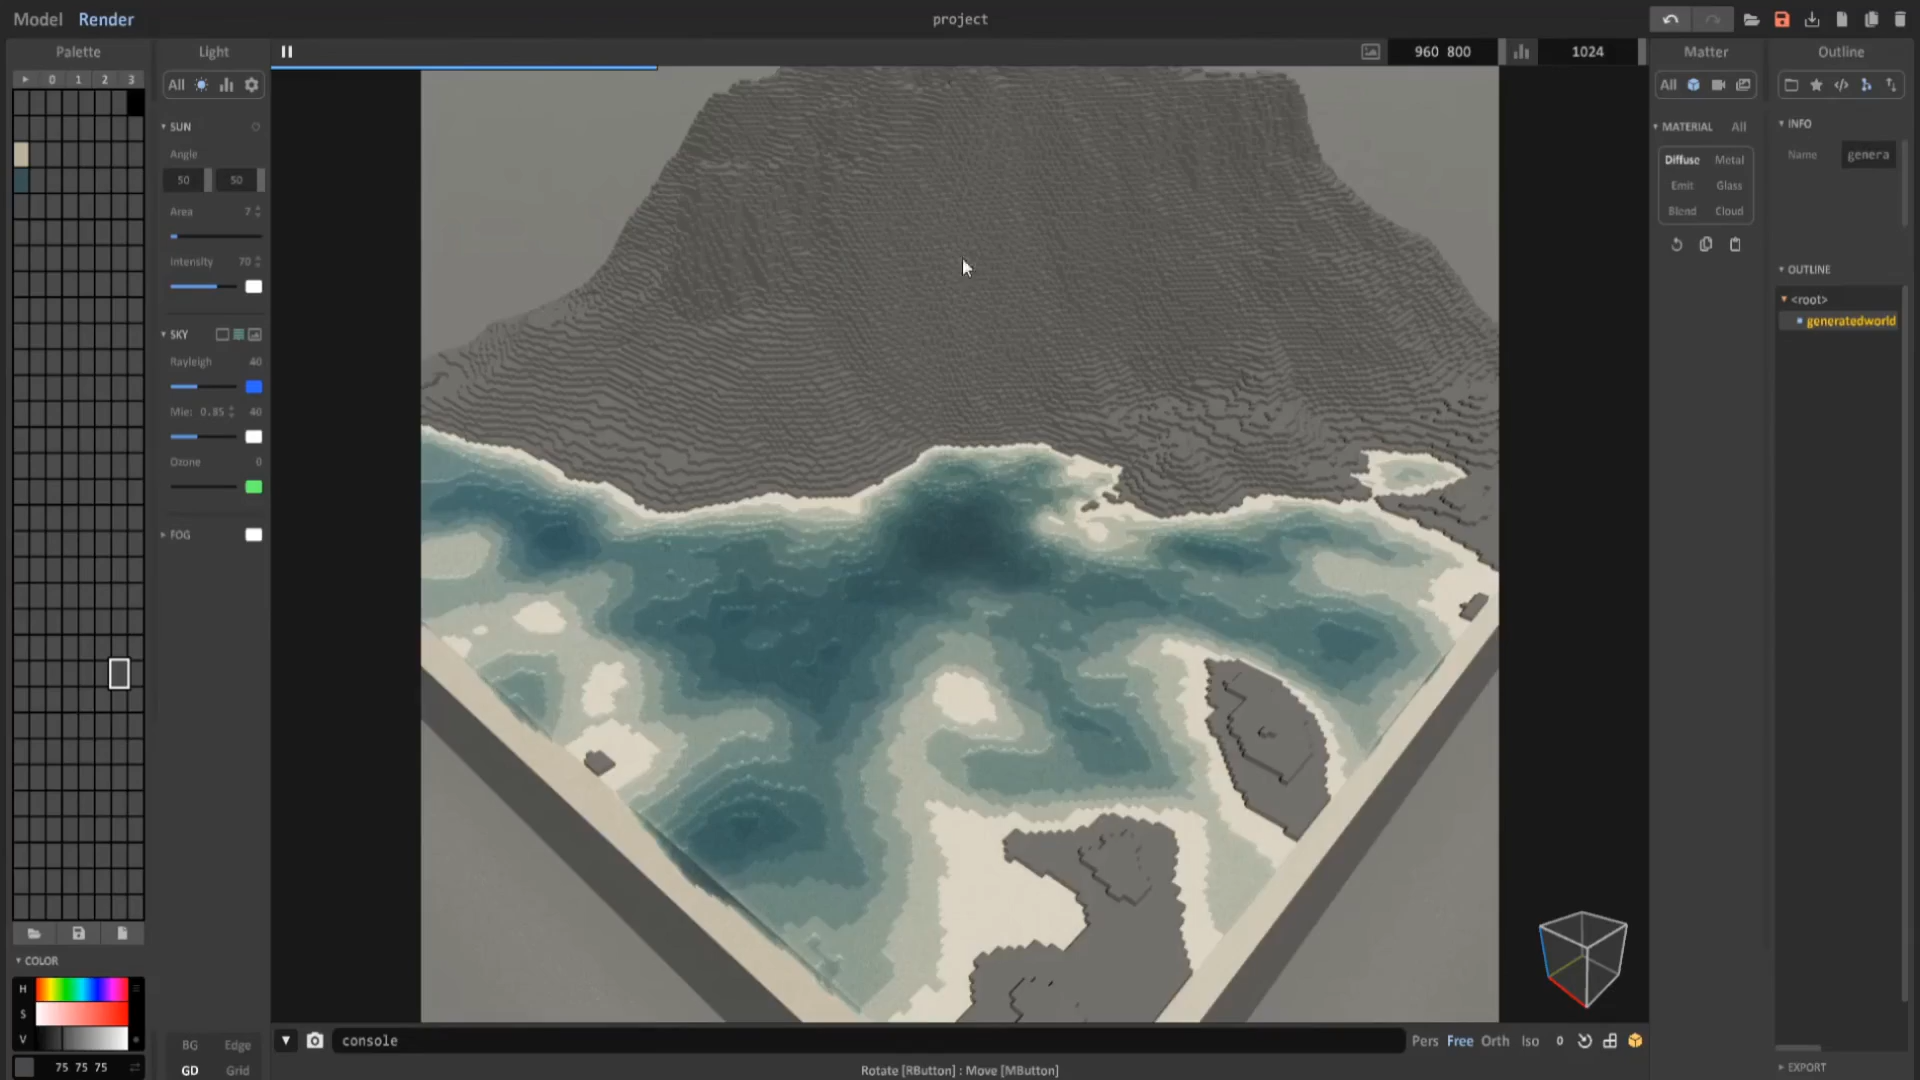 Model Render
project
Palette
Light
960 800
1024
Matter
Outline
0 1 2 3
All
All
SUN
MATERIAL All
INFO
Angle
Diffuse Metal
Name genera
50 50
Emit Glass
Area 7
Blend Cloud
Intensity 70
OUTLINE
<root>
generatedworld
SKY
Rayleigh 40
Mie: 0.85 40
Ozone 0
FOG
COLOR
H
S
V
75 75 75
BG Edge
GD Grid
console
Pers Free Orth Iso 0
Rotate [RButton] : Move [MButton]
EXPORT